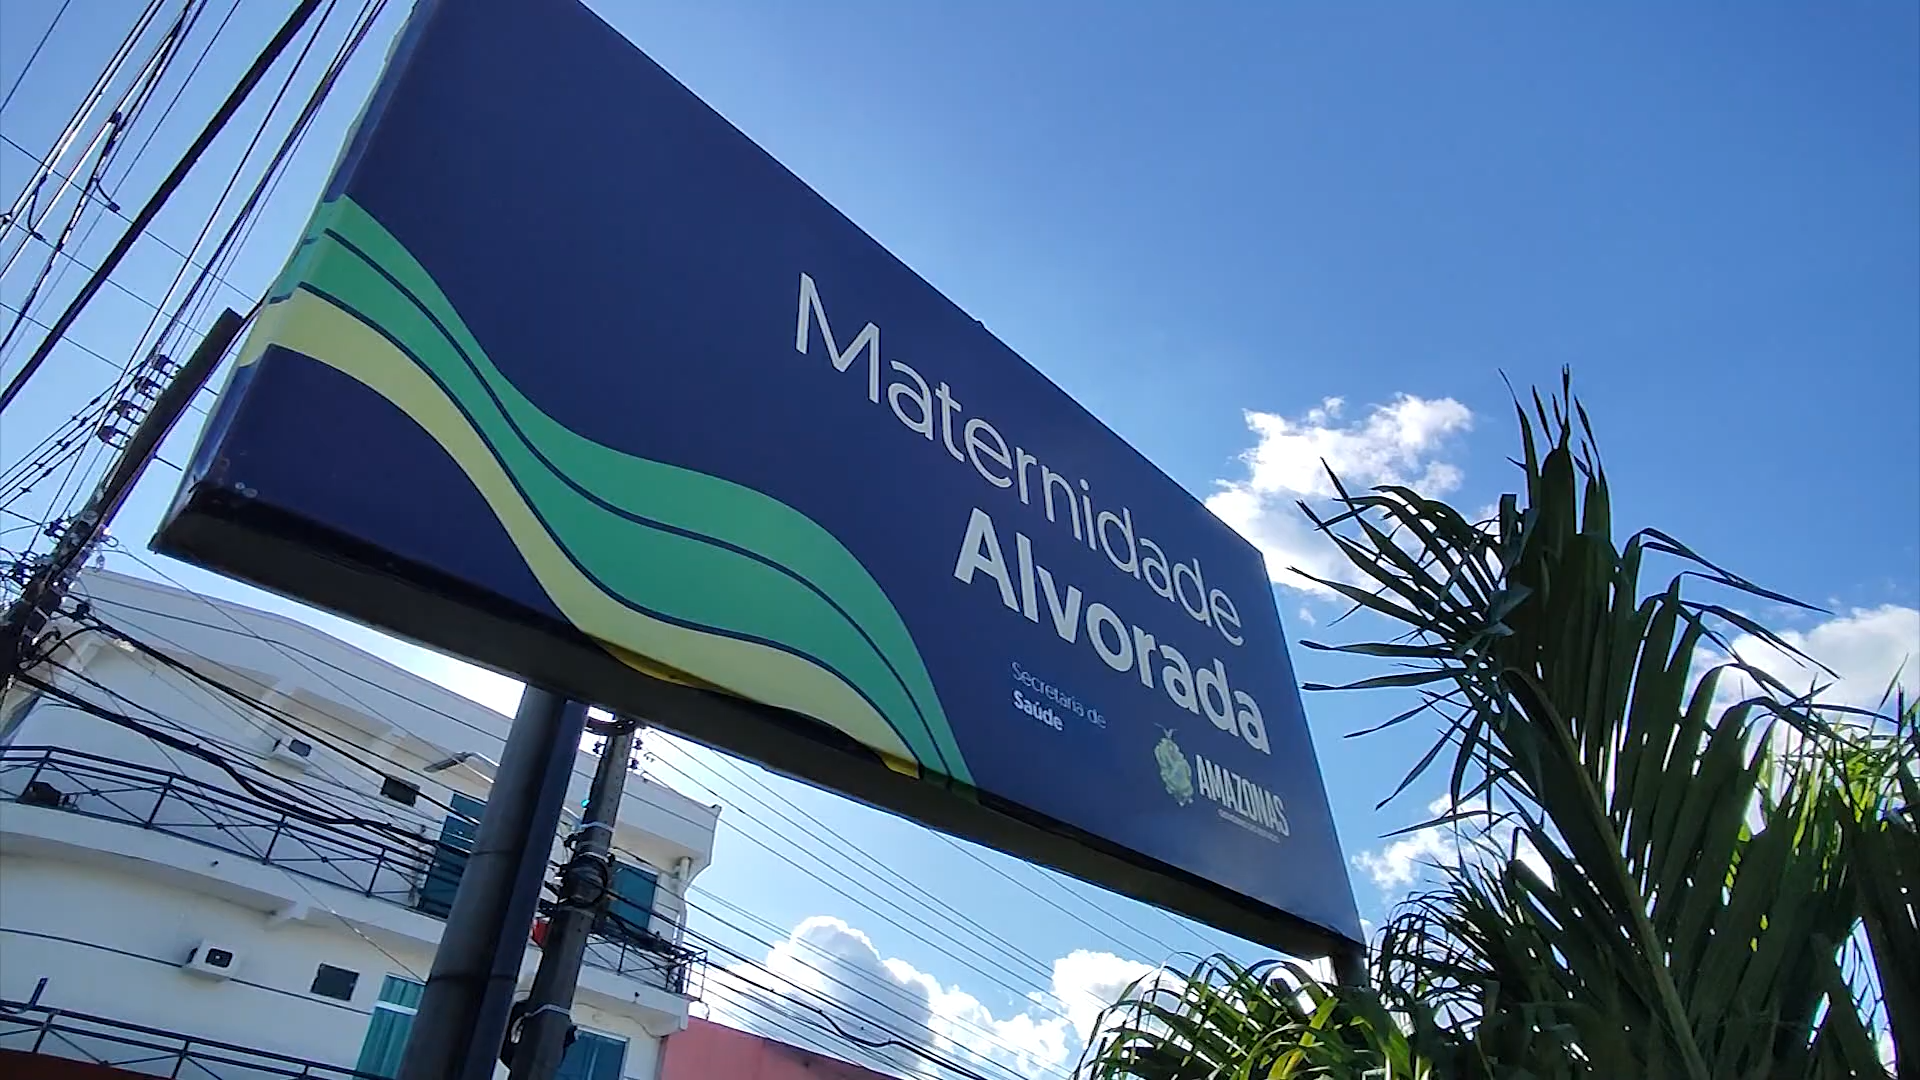 Maternidade
Alvorada
Secretaria de
Saúde
AMAZONAS